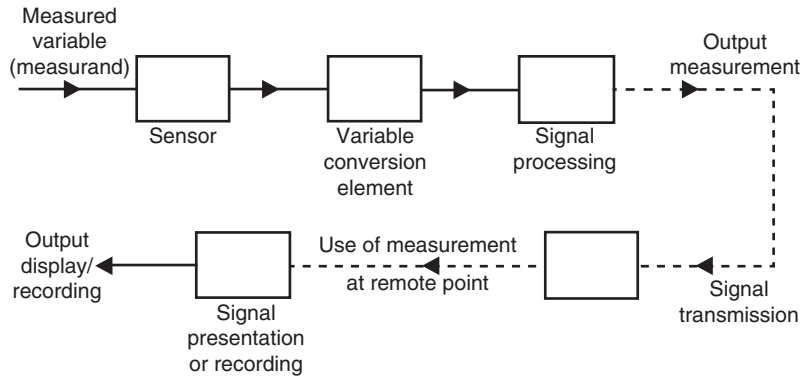 Measured
variable
(measurand)
Output
measurement
Sensor
Variable
conversion
element
Signal
processing
Output
display/
recording
Use of measurement
at remote point
Signal
presentation
or recording
Signal
transmission